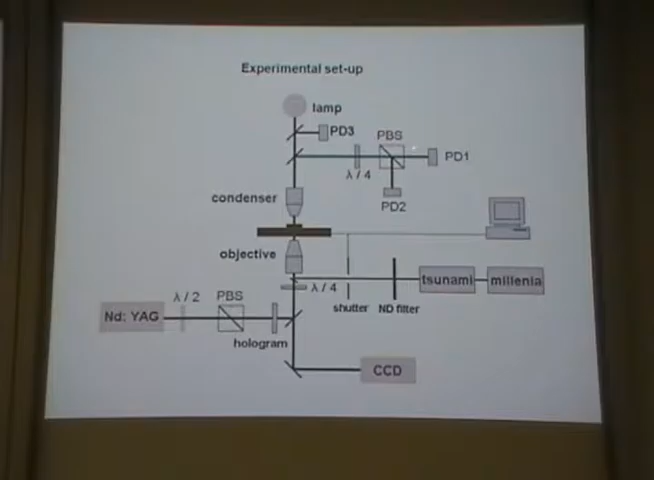 Experimental set-up
lamp
PD3
PBS
PD1
λ / 4
PD2
condenser
objective
λ / 4
tsunami
millenia
shutter
ND filter
λ / 2
PBS
Nd: YAG
hologram
CCD